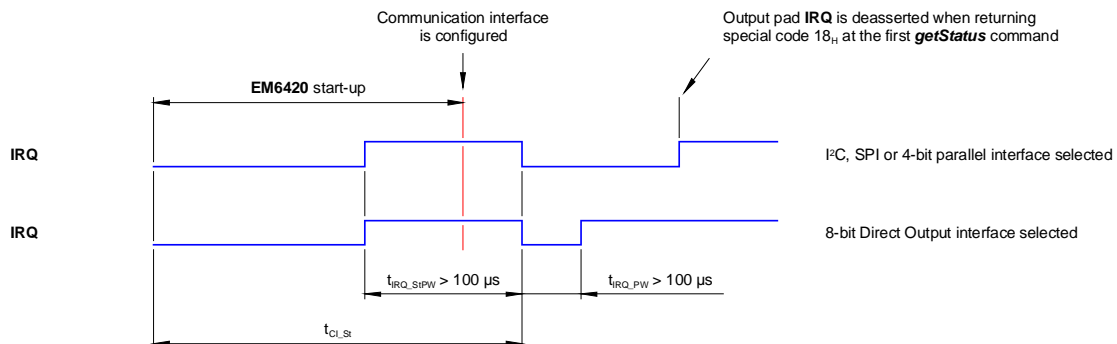 Communication interface
is configured
Output pad IRQ is deasserted when returning
special code 18H at the first getStatus command
EM6420 start-up
IRQ
I²C, SPI or 4-bit parallel interface selected
IRQ
8-bit Direct Output interface selected
tIRQ_StPW > 100 µs
tIRQ_PW > 100 µs
tCI_St